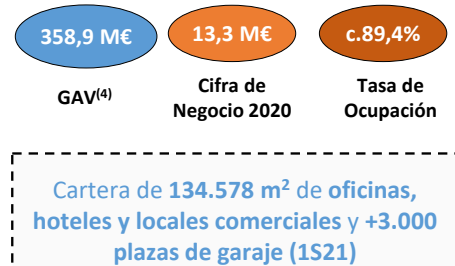 358,9 M€ 13,3 M€ c.89,4%
GAV(4) Cifra de Tasa de
Negocio 2020 Ocupación
Cartera de 134.578 m2 de oficinas,
hoteles y locales comerciales y +3.000
plazas de garaje (1S21)